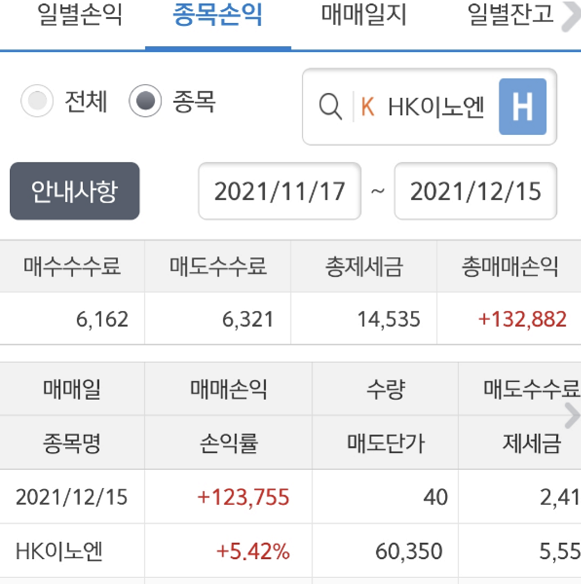 일별손익 종목손익 매매일지 일별잔고
전체 종목 K HK이노엔 H
안내사항 2021/11/17 ~ 2021/12/15
매수수수료 매도수수료 총제세금 총매매손익
6,162 6,321 14,535 +132,882
매매일 매매손익 수량 매도수수료
종목명 손익률 매도단가 제세금
2021/12/15 +123,755 40 2,41
HK이노엔 +5.42% 60,350 5,55